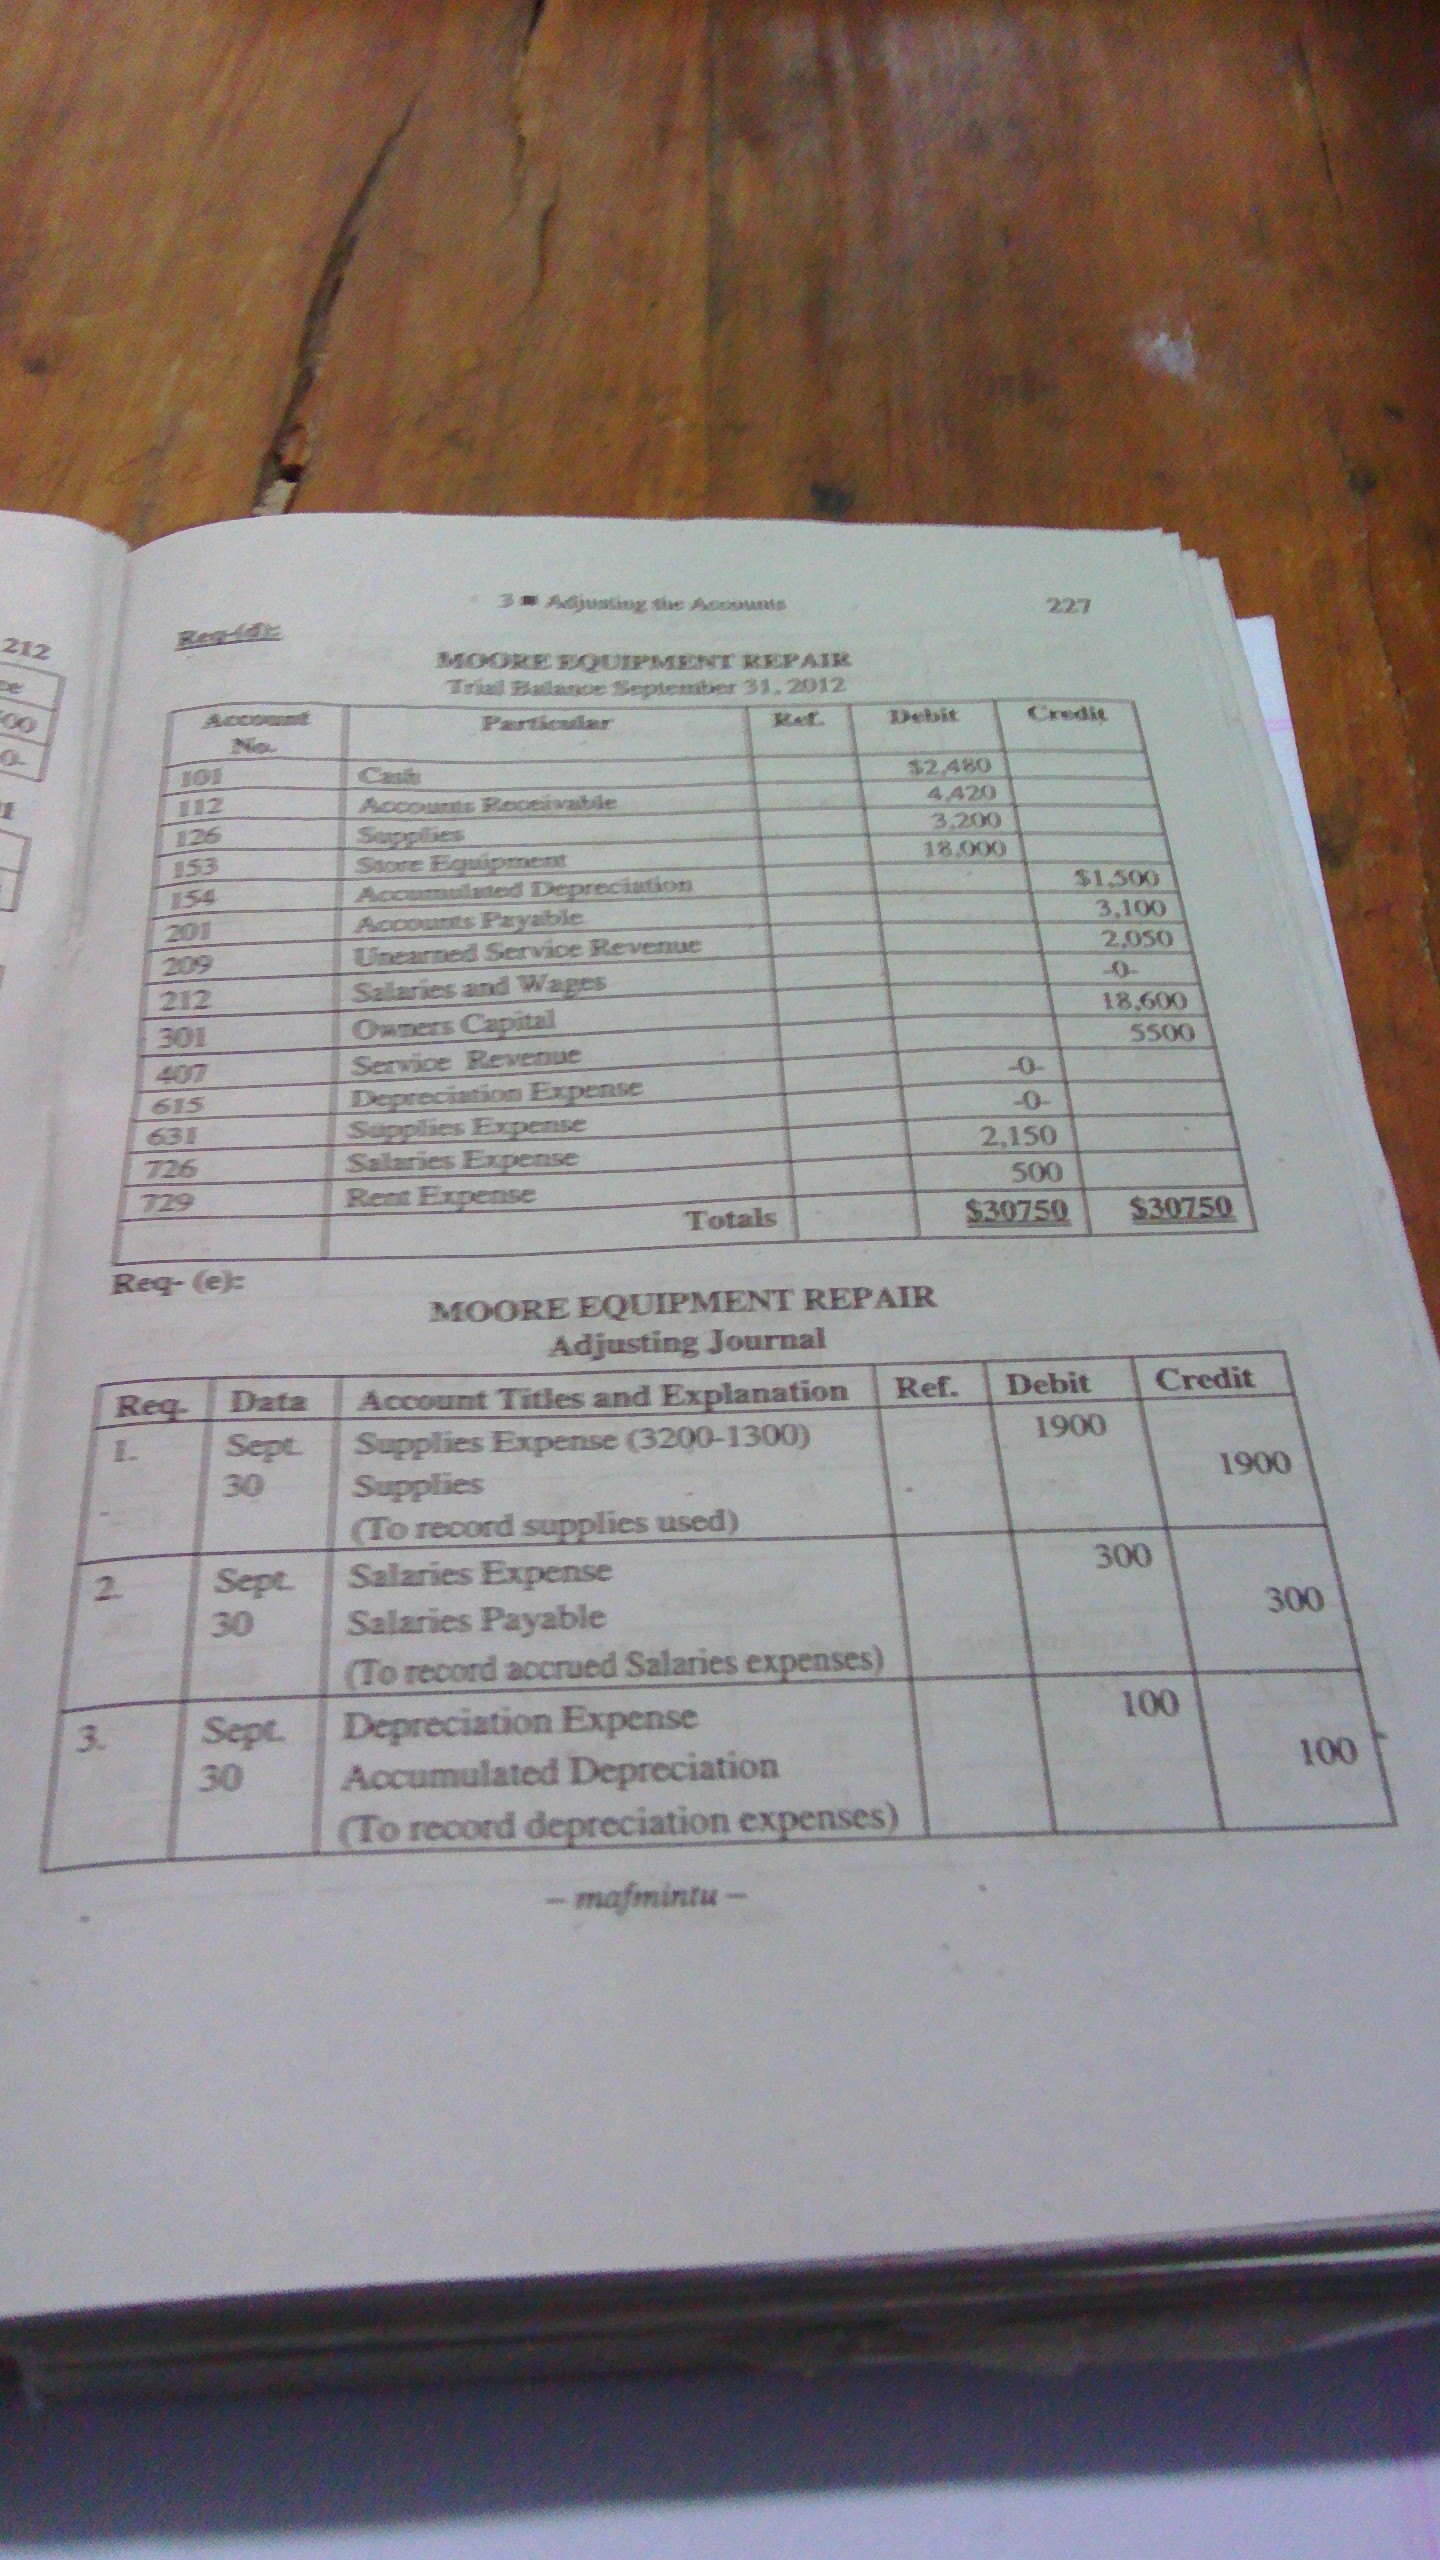 3 ■ Adjusting the Accounts 227
Req-(d):
MOORE EQUIPMENT REPAIR
Trial Balance September 31, 2012
Account No. Particular Ref. Debit Credit
101 Cash $2,480
112 Accounts Receivable 4,420
126 Supplies 3,200
153 Store Equipment 18,000
154 Accumulated Depreciation $1,500
201 Accounts Payable 3,100
209 Unearned Service Revenue 2,050
212 Salaries and Wages -0-
301 Owners Capital 18,600
407 Service Revenue 5500
615 Depreciation Expense -0-
631 Supplies Expense -0-
726 Salaries Expense 2,150
729 Rent Expense 500
Totals $30750 $30750
Req- (e):
MOORE EQUIPMENT REPAIR
Adjusting Journal
Req. Data Account Titles and Explanation Ref. Debit Credit
1. Sept. Supplies Expense (3200-1300) 1900
30 Supplies 1900
(To record supplies used)
2. Sept. Salaries Expense 300
30 Salaries Payable 300
(To record accrued Salaries expenses)
3. Sept. Depreciation Expense 100
30 Accumulated Depreciation 100
(To record depreciation expenses)
– mafmintu –
212